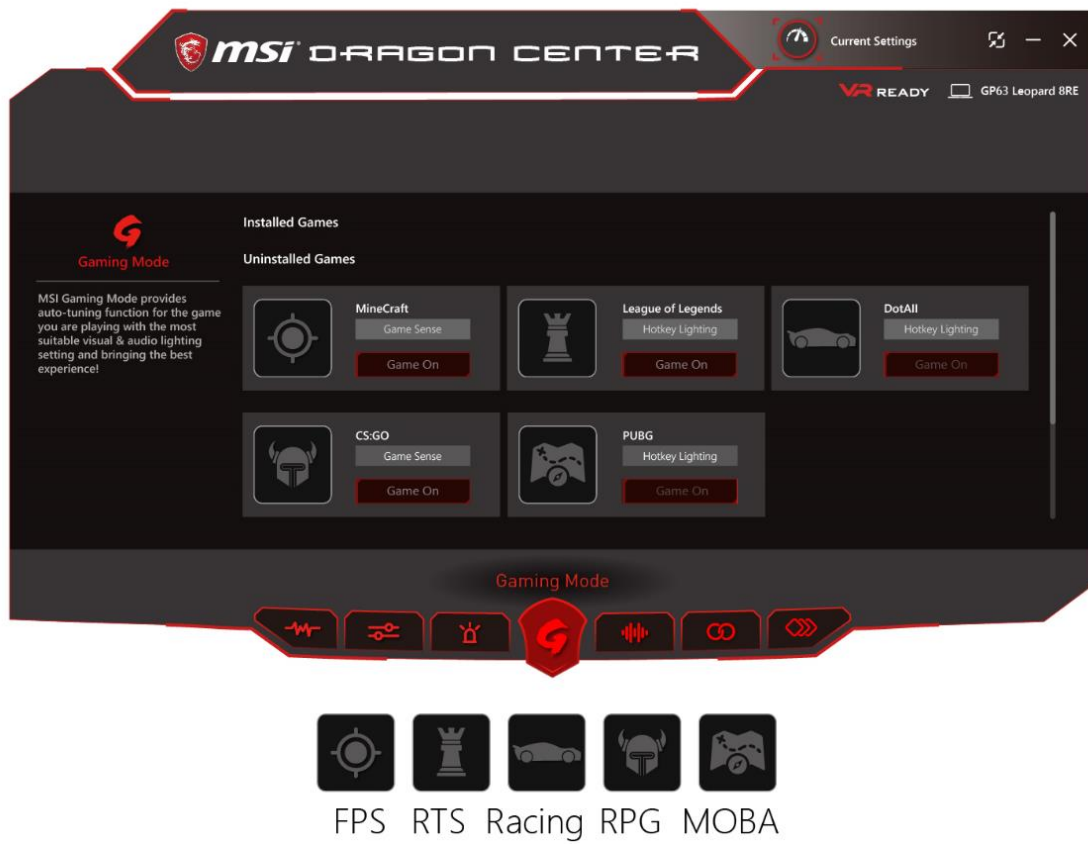 msi DRAGON CENTER
Current Settings
VR READY
GP63 Leopard 8RE
Gaming Mode
MSI Gaming Mode provides
auto-tuning function for the game
you are playing with the most
suitable visual & audio lighting
setting and bringing the best
experience!
Installed Games
Uninstalled Games
MineCraft
Game Sense
Game On
League of Legends
Hotkey Lighting
Game On
DotAII
Hotkey Lighting
Game On
CS:GO
Game Sense
Game On
PUBG
Hotkey Lighting
Game On
Gaming Mode
FPS RTS Racing RPG MOBA